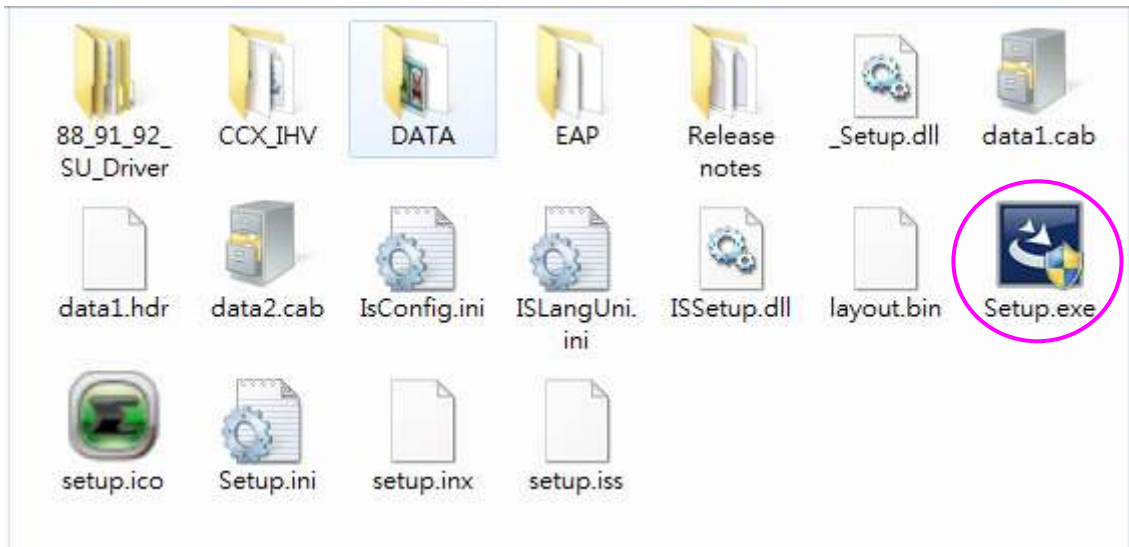 88_91_92_
SU_Driver
CCX_IHV
DATA
EAP
Release
notes
_Setup.dll
data1.cab
data1.hdr
data2.cab
IsConfig.ini
ISLangUni.
ini
ISSetup.dll
layout.bin
Setup.exe
setup.ico
Setup.ini
setup.inx
setup.iss